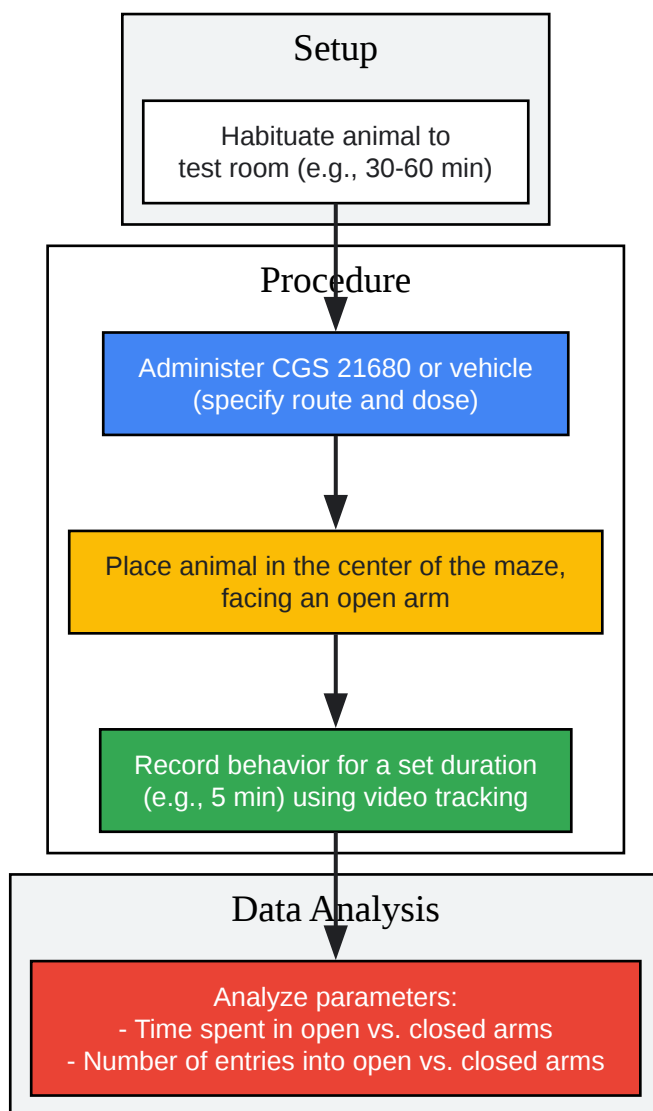 Setup
Habituate animal to
test room (e.g., 30-60 min)
Procedure
Administer CGS 21680 or vehicle
(specify route and dose)
Place animal in the center of the maze,
facing an open arm
Record behavior for a set duration
(e.g., 5 min) using video tracking
Data Analysis
Analyze parameters:
- Time spent in open vs. closed arms
- Number of entries into open vs. closed arms